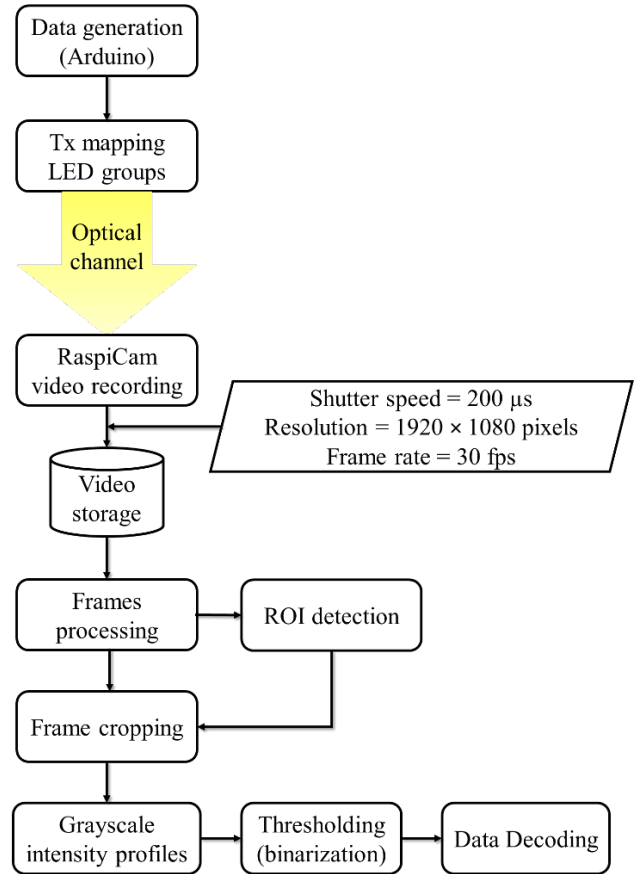 Data generation
(Arduino)
Tx mapping
LED groups
Optical
channel
RaspiCam
video recording
Shutter speed = 200 µs
Resolution = 1920 × 1080 pixels
Frame rate = 30 fps
Video
storage
Frames
processing
ROI detection
Frame cropping
Grayscale
intensity profiles
Thresholding
(binarization)
Data Decoding